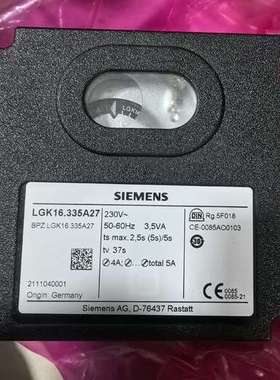 LGK16
SIEMENS
LGK16.335A27
BPZ LGK16.335A27
230V~
50-60Hz 3,5VA
ts max. 2,5s (5s)/5s
tv 37s
4A; ...total 5A
DIN Rg.5F018
CE-0085AO0103
3D
2111040001
Origin: Germany
CE 0085
0085-21
Siemens AG, D-76437 Rastatt